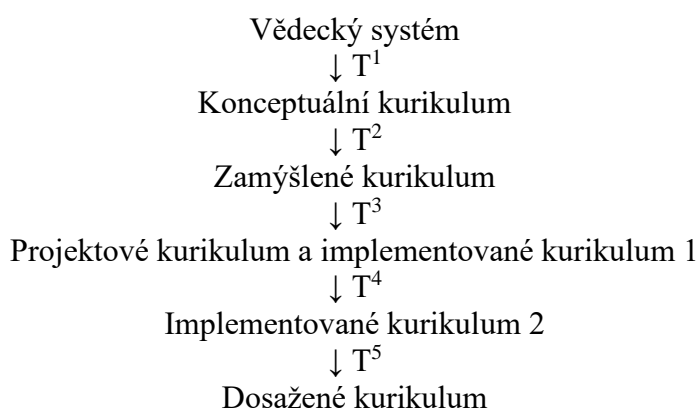 Vědecký systém
↓ T¹
Konceptuální kurikulum
↓ T²
Zamýšlené kurikulum
↓ T³
Projektové kurikulum a implementované kurikulum 1
↓ T⁴
Implementované kurikulum 2
↓ T⁵
Dosažené kurikulum